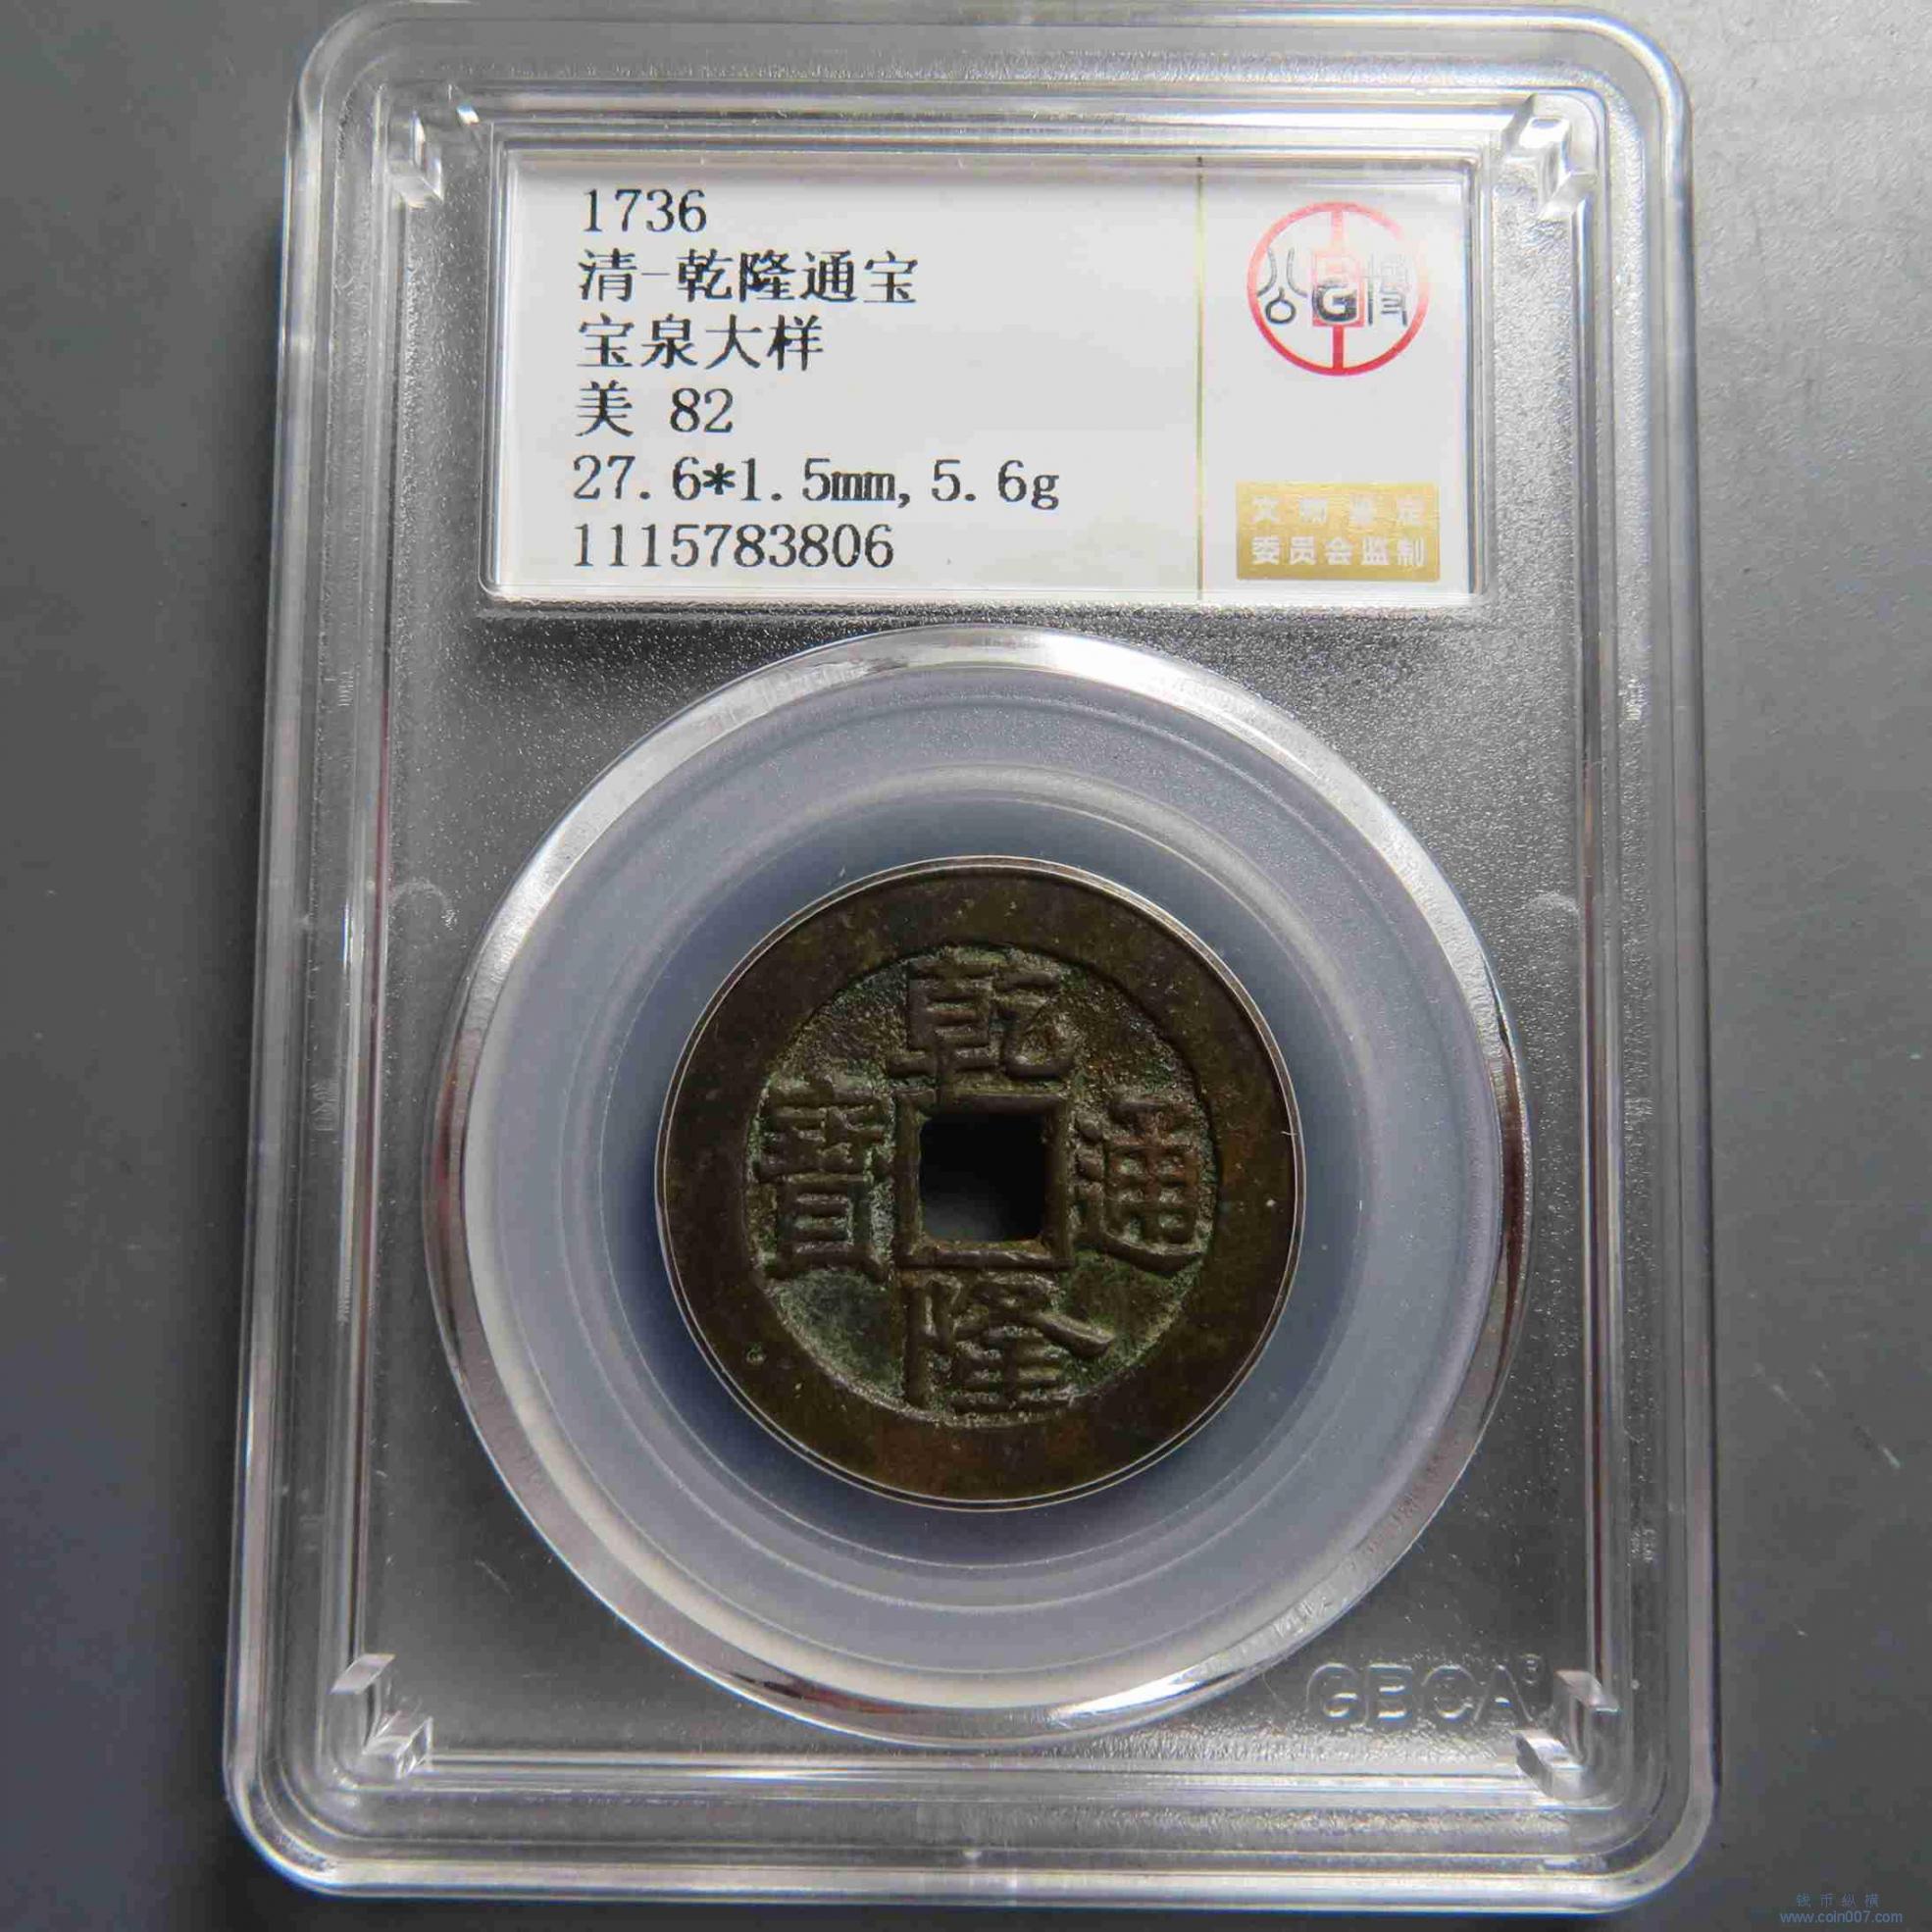 1736
清-乾隆通宝
宝泉大样
美 82
27.6*1.5mm,5.6g
1115783806
公博
文物鉴定
委员会监制
乾
隆
通
寶
GBCA®
钱币纵横
www.coin007.com